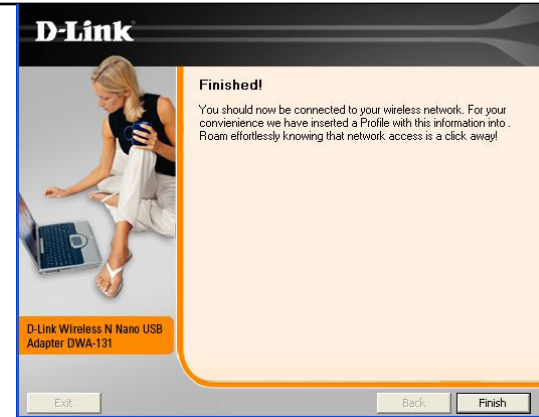 D-Link
Finished!
You should now be connected to your wireless network. For your
convienience we have inserted a Profile with this information into .
Roam effortlessly knowing that network access is a click away!
D-Link Wireless N Nano USB
Adapter DWA-131
Exit
Back
Finish